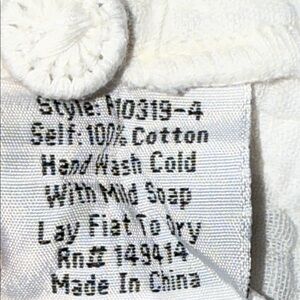 Style: M0319-4
Self: 100% Cotton
Hand Wash Cold
With Mild Soap
Lay Flat To Dry
Rn# 149414
Made In China